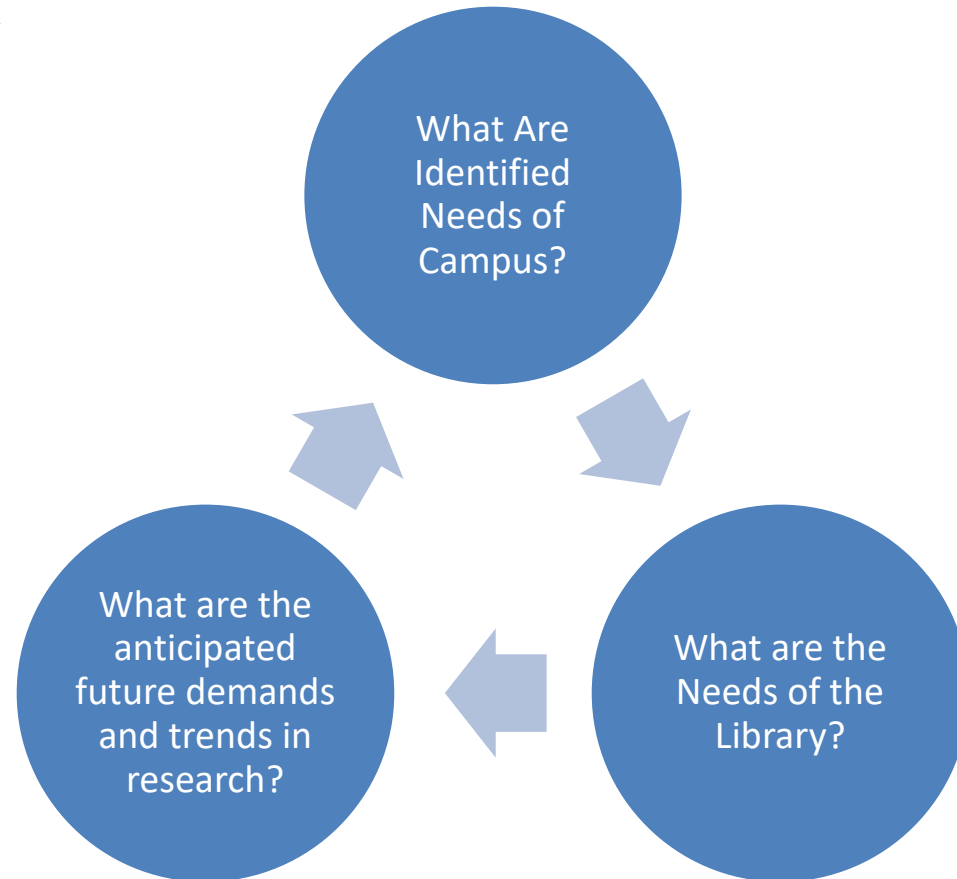 What Are
Identified
Needs of
Campus?
What are the
Needs of the
Library?
What are the
anticipated
future demands
and trends in
research?